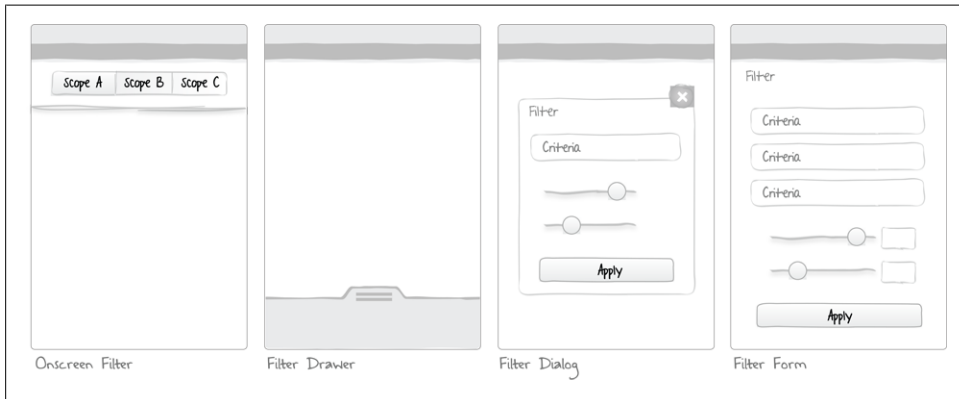 Scope A Scope B Scope C
Onscreen Filter
Filter Drawer
Filter
Criteria
Apply
Filter Dialog
Filter
Criteria
Criteria
Criteria
Apply
Filter Form